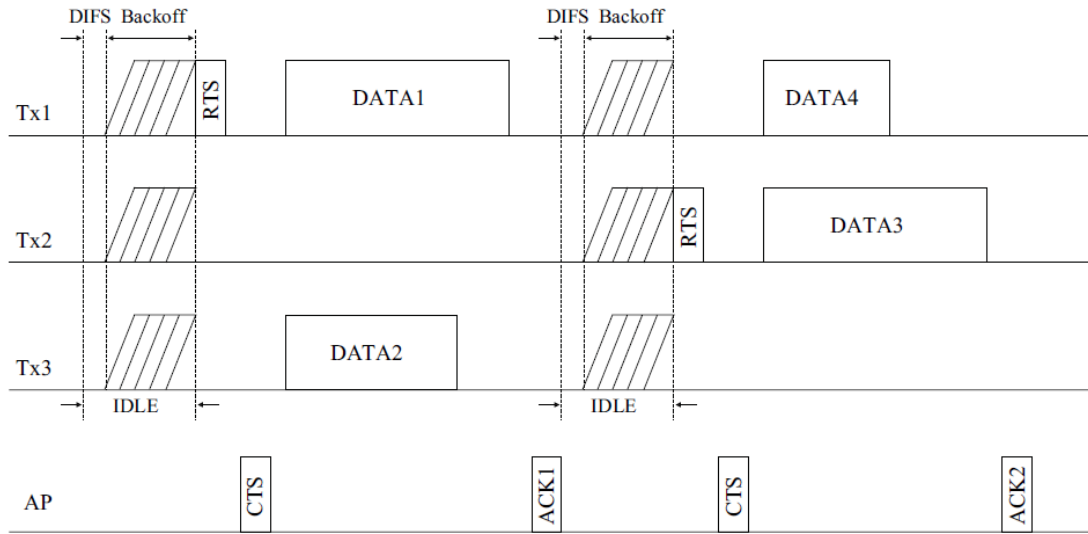 DIFS Backoff DIFS Backoff
Tx1 RTS DATA1 DATA4
Tx2 RTS DATA3
Tx3 DATA2
IDLE IDLE
AP CTS ACK1 CTS ACK2